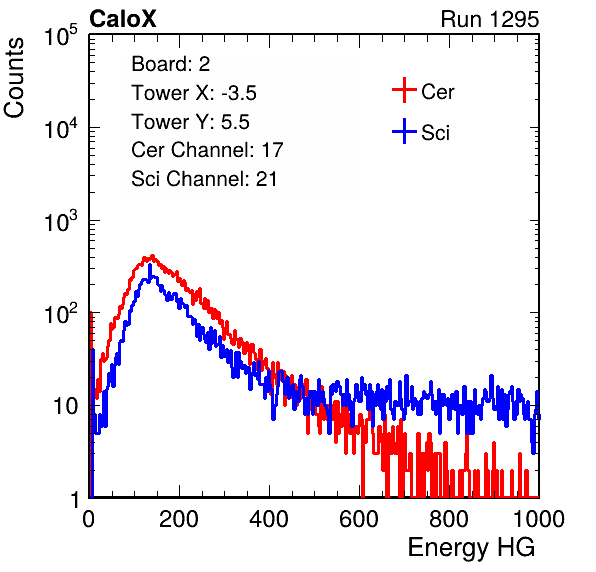 CaloX Run 1295
Counts
Board: 2
Tower X: -3.5
Tower Y: 5.5
Cer Channel: 17
Sci Channel: 21
Cer
Sci
10^5
10^4
10^3
10^2
10
1
0 200 400 600 800 1000
Energy HG